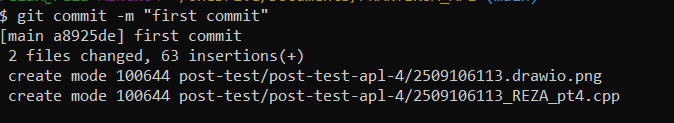 $ git commit -m "first commit"
[main a8925de] first commit
 2 files changed, 63 insertions(+)
 create mode 100644 post-test/post-test-apl-4/2509106113.drawio.png
 create mode 100644 post-test/post-test-apl-4/2509106113_REZA_pt4.cpp